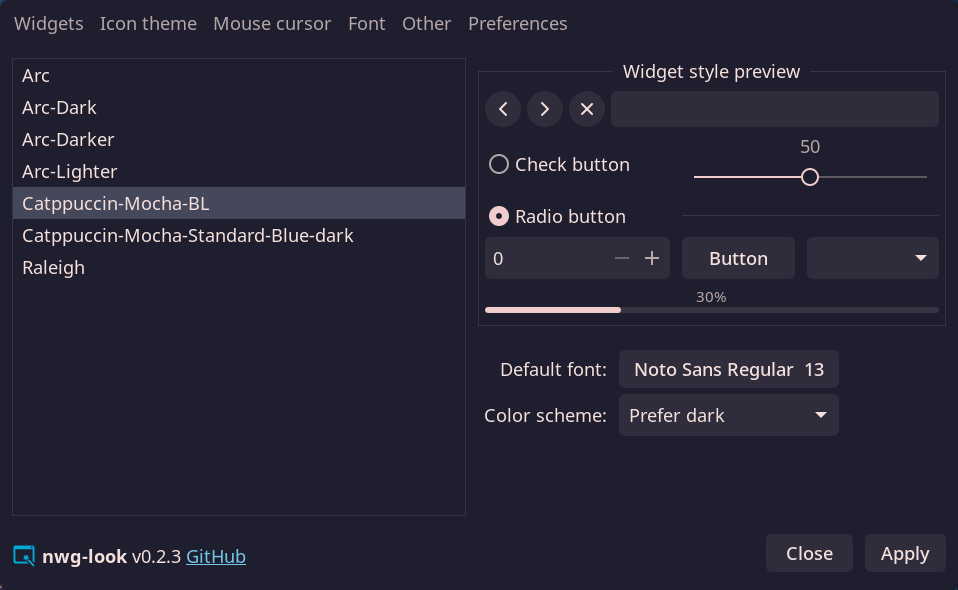 Widgets Icon theme Mouse cursor Font Other Preferences
Arc
Arc-Dark
Arc-Darker
Arc-Lighter
Catppuccin-Mocha-BL
Catppuccin-Mocha-Standard-Blue-dark
Raleigh
Widget style preview
Check button
50
Radio button
0
Button
30%
Default font: Noto Sans Regular 13
Color scheme: Prefer dark
nwg-look v0.2.3 GitHub
Close Apply